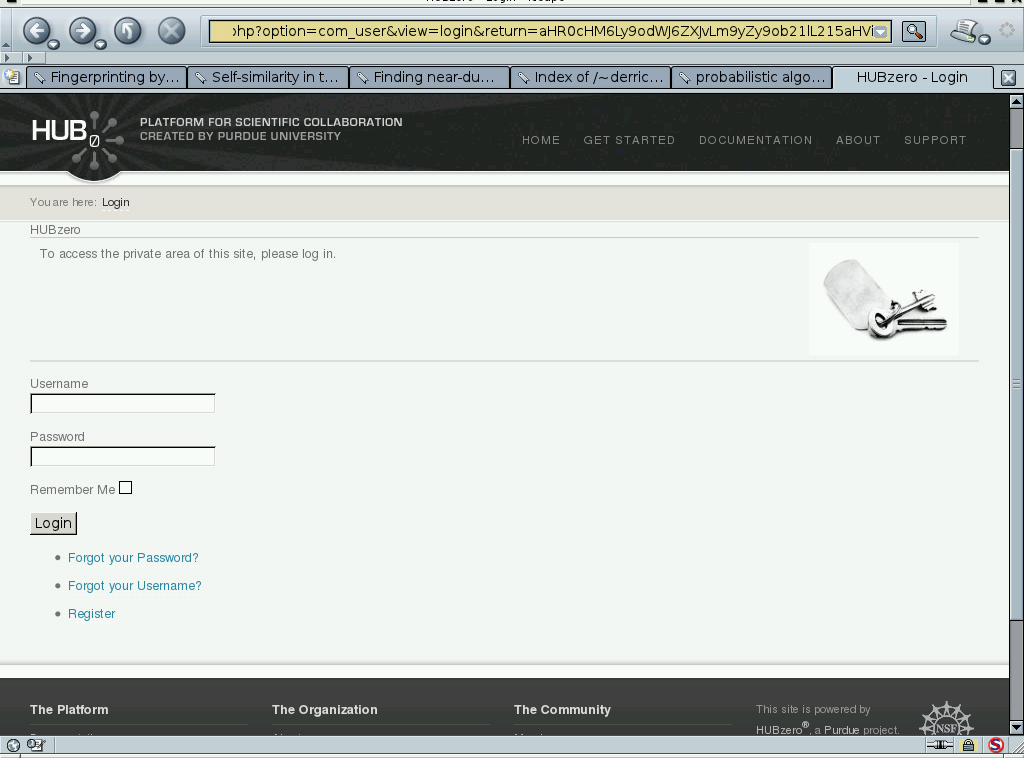 hp?option=com_user&view=login&return=aHR0cHM6Ly9odWJ6ZXJvLm9yZy9ob21lL215aHVi
Fingerprinting by...
Self-similarity in t...
Finding near-du...
Index of /~derric...
probabilistic algo...
HUBzero - Login
HUB0
PLATFORM FOR SCIENTIFIC COLLABORATION
CREATED BY PURDUE UNIVERSITY
HOME GET STARTED DOCUMENTATION ABOUT SUPPORT
You are here: Login
HUBzero
To access the private area of this site, please log in.
Username
Password
Remember Me
Login
Forgot your Password?
Forgot your Username?
Register
The Platform
The Organization
The Community
This site is powered by
HUBzero®, a Purdue project.
NSF